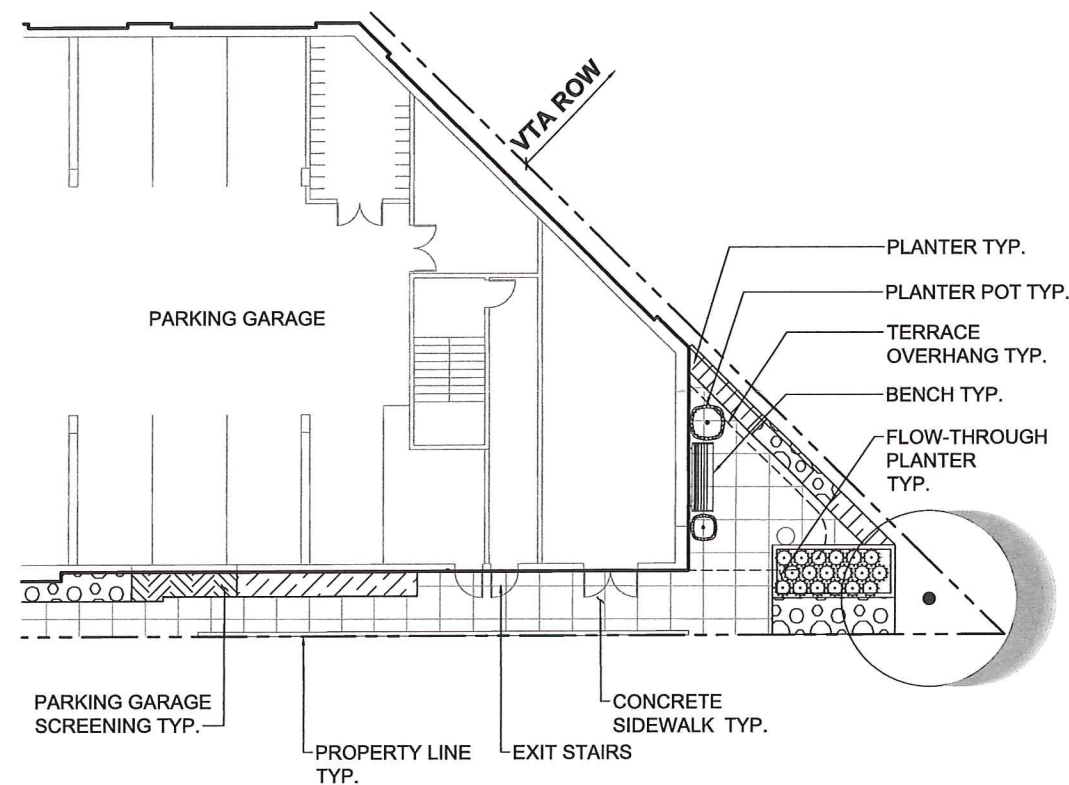 VTA ROW
PLANTER TYP.
PLANTER POT TYP.
PARKING GARAGE
TERRACE
OVERHANG TYP.
BENCH TYP.
FLOW-THROUGH
PLANTER
TYP.
PARKING GARAGE
SCREENING TYP.
PROPERTY LINE
TYP.
EXIT STAIRS
CONCRETE
SIDEWALK TYP.